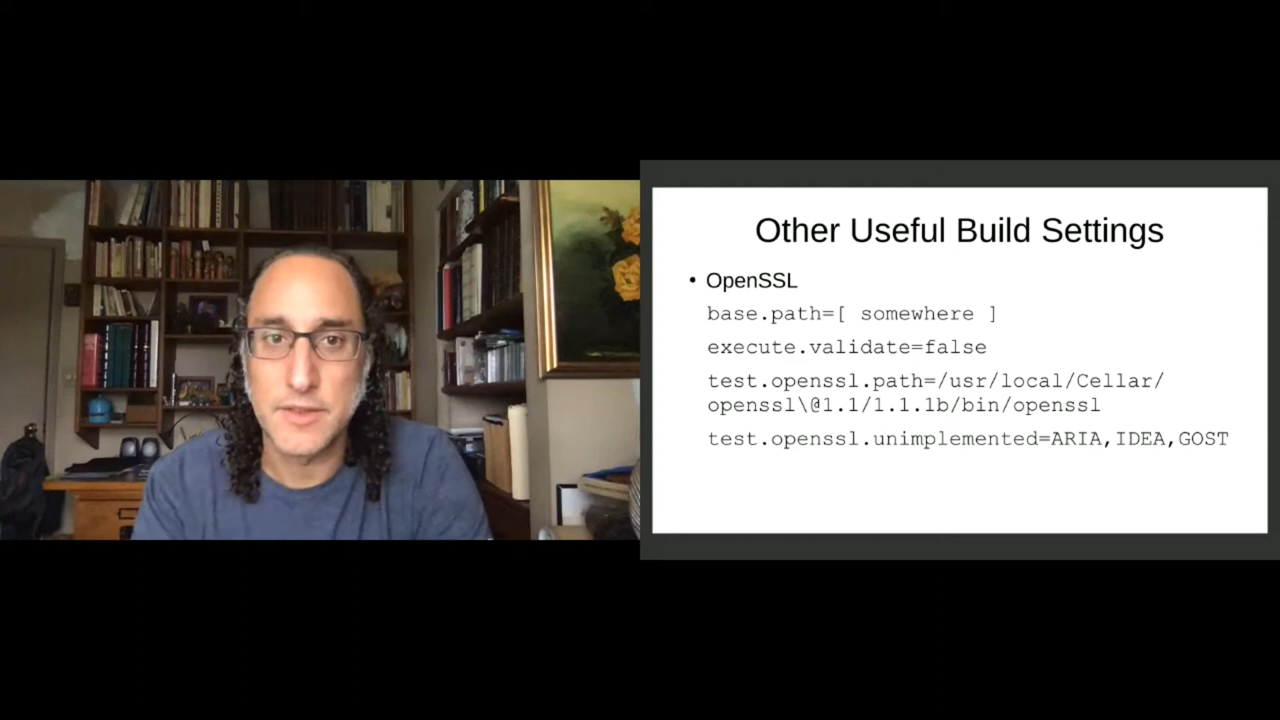 Other Useful Build Settings
• OpenSSL
base.path=[ somewhere ]
execute.validate=false
test.openssl.path=/usr/local/Cellar/
openssl\@1.1/1.1.1b/bin/openssl
test.openssl.unimplemented=ARIA,IDEA,GOST